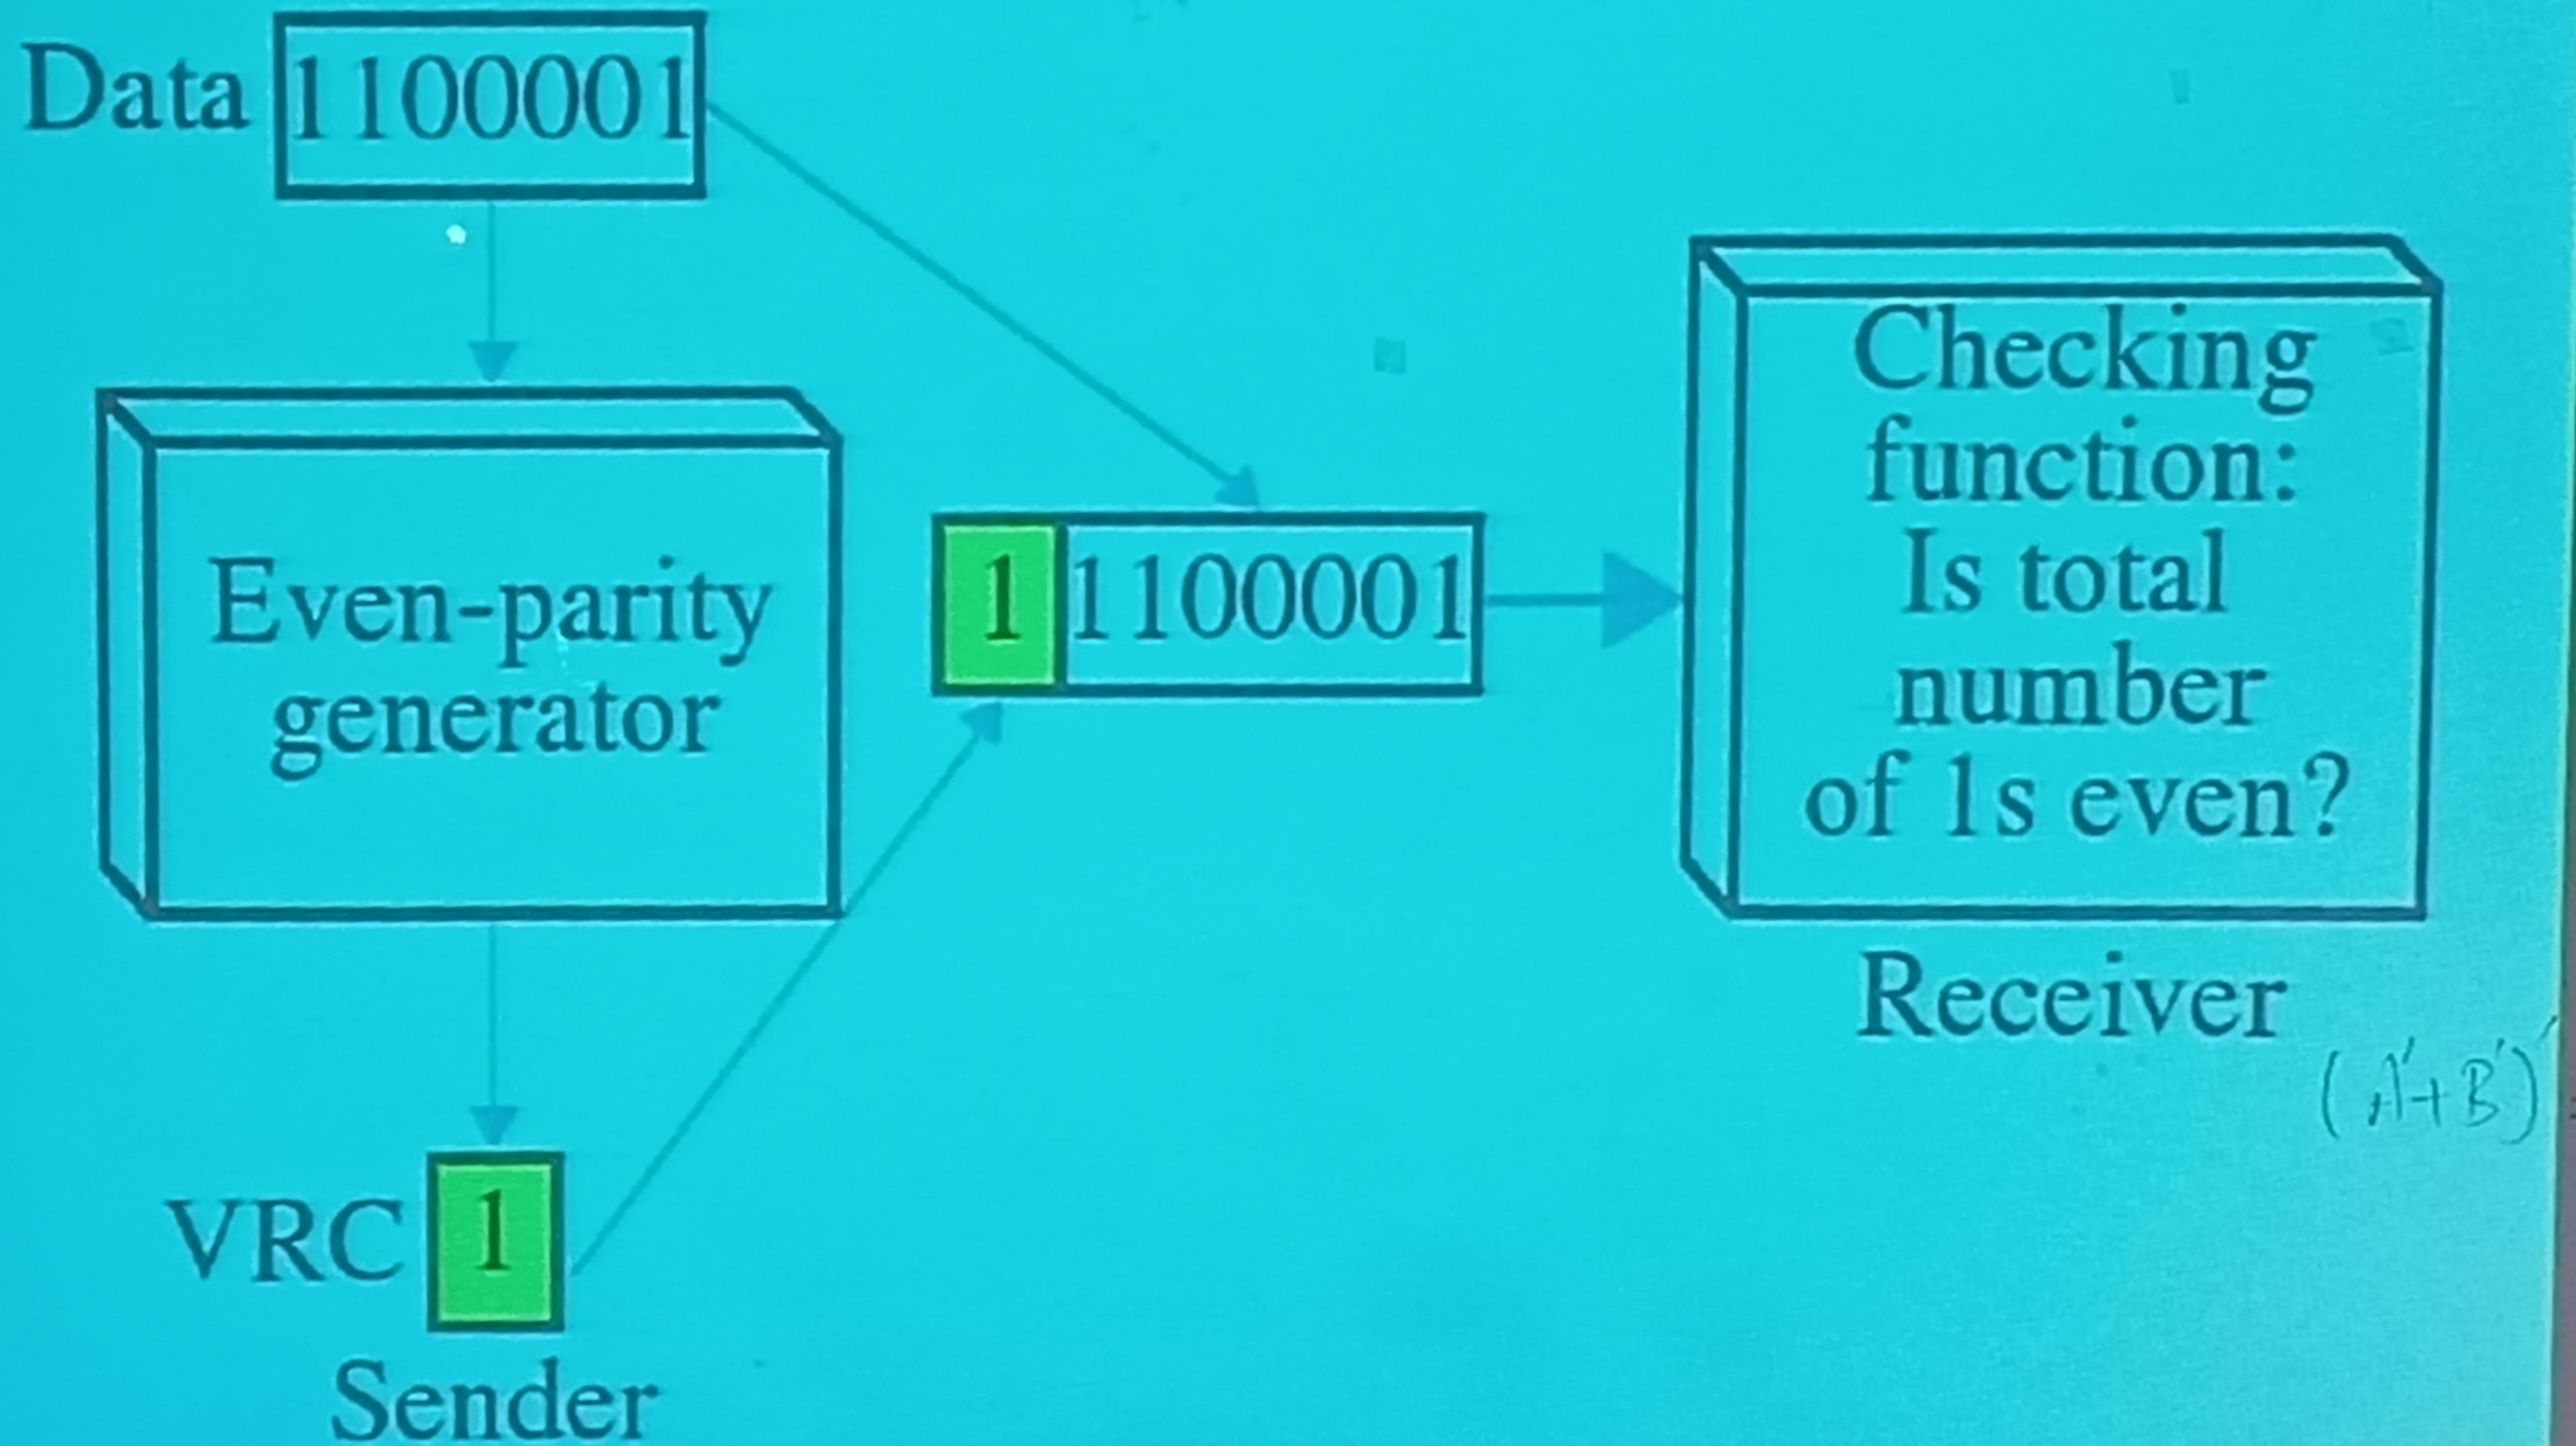 Data 1100001
Even-parity
generator
VRC 1
Sender
1 1100001
Checking
function:
Is total
number
of 1s even?
Receiver
(A'+B')'